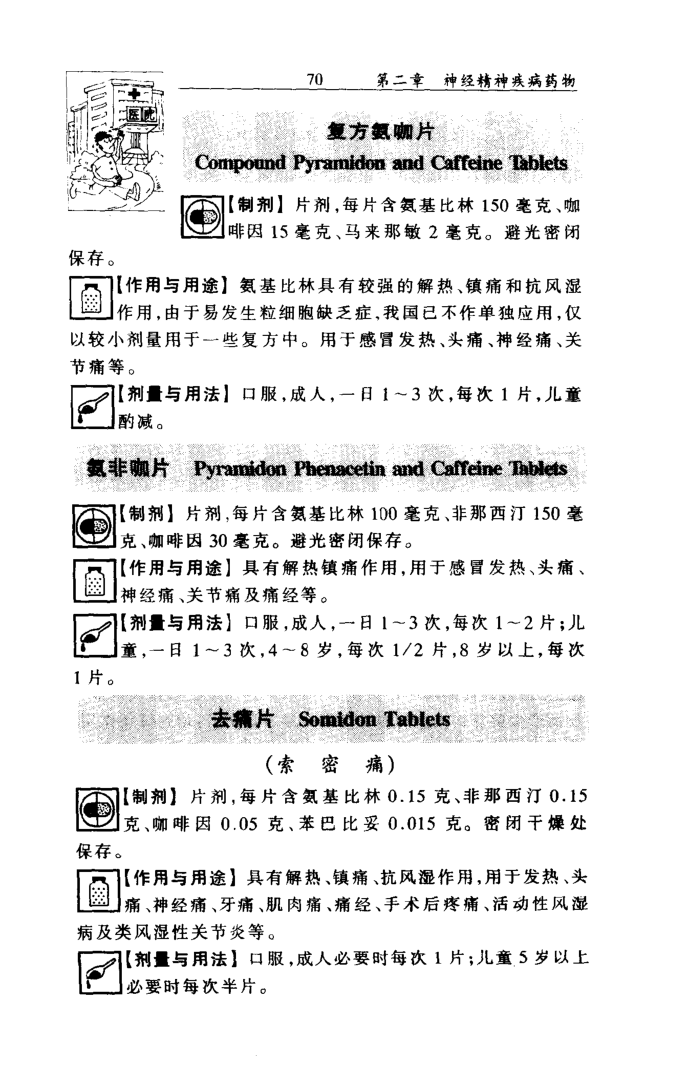 70 第二章 神经精神疾病药物
医院
复方氨咖片
Compound Pyramidon and Caffeine Tablets
【制剂】片剂,每片含氨基比林 150 毫克、咖
啡因 15 毫克、马来那敏 2 毫克。避光密闭
保存。
【作用与用途】氨基比林具有较强的解热、镇痛和抗风湿
作用,由于易发生粒细胞缺乏症,我国已不作单独应用,仅
以较小剂量用于一些复方中。用于感冒发热、头痛、神经痛、关
节痛等。
【剂量与用法】口服,成人,一日 1~3 次,每次 1 片,儿童
酌减。
氨非咖片 Pyramidon Phenacetin and Caffeine Tablets
【制剂】片剂,每片含氨基比林 100 毫克、非那西汀 150 毫
克、咖啡因 30 毫克。避光密闭保存。
【作用与用途】具有解热镇痛作用,用于感冒发热、头痛、
神经痛、关节痛及痛经等。
【剂量与用法】口服,成人,一日 1~3 次,每次 1~2 片;儿
童,一日 1~3 次,4~8 岁,每次 1/2 片,8 岁以上,每次
1 片。
去痛片 Somidon Tablets
(索 密 痛)
【制剂】片剂,每片含氨基比林 0.15 克、非那西汀 0.15
克、咖啡因 0.05 克、苯巴比妥 0.015 克。密闭干燥处
保存。
【作用与用途】具有解热、镇痛、抗风湿作用,用于发热、头
痛、神经痛、牙痛、肌肉痛、痛经、手术后疼痛、活动性风湿
病及类风湿性关节炎等。
【剂量与用法】口服,成人必要时每次 1 片;儿童 5 岁以上
必要时每次半片。